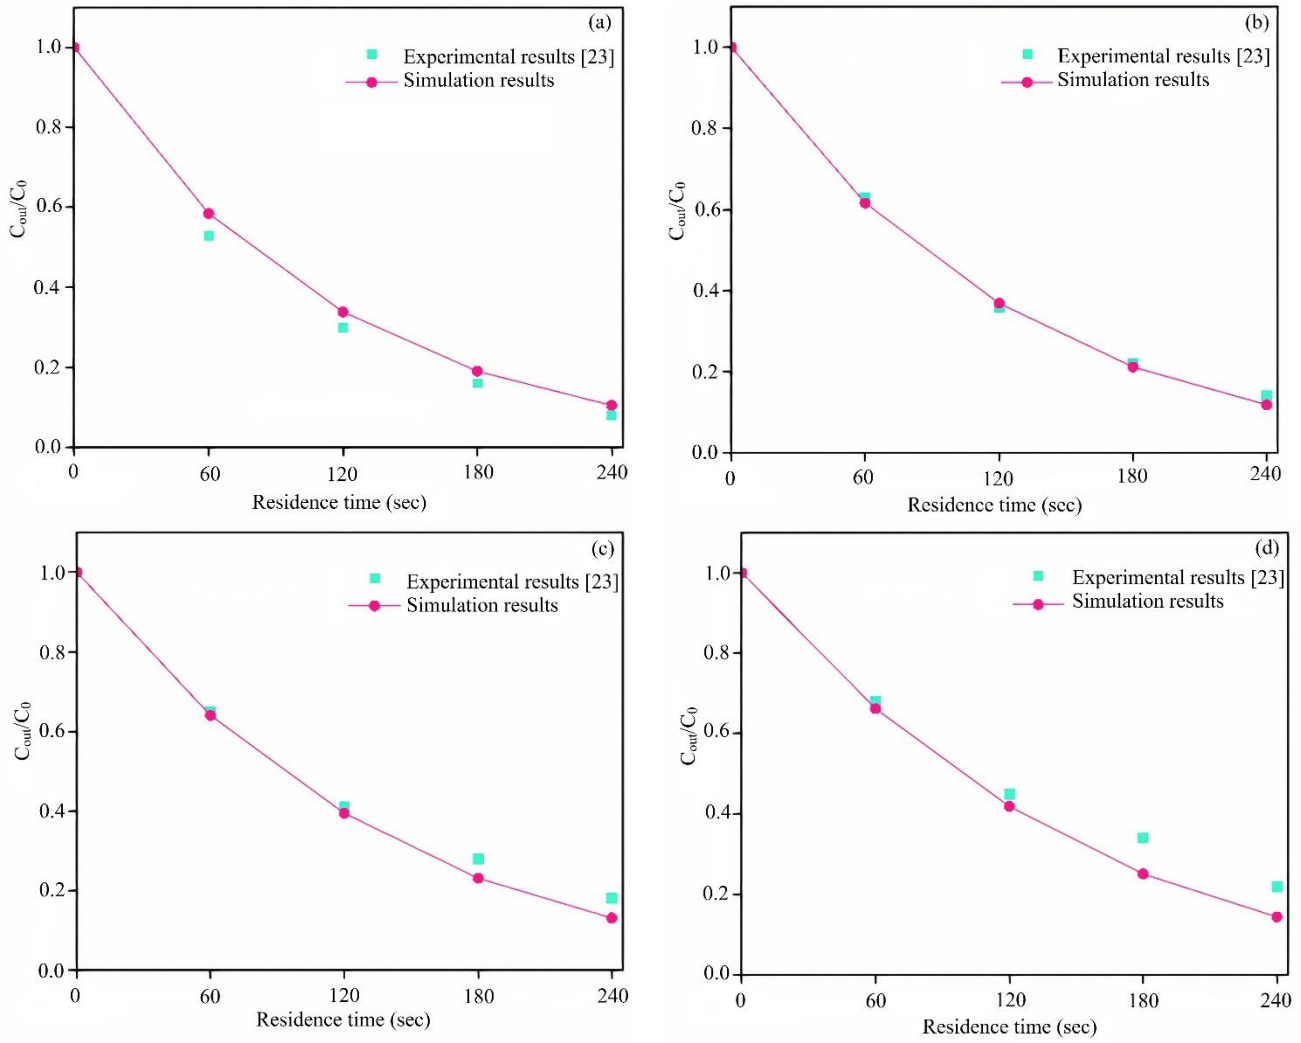 (a)
1.0
Experimental results [23]
Simulation results
0.8
0.6
Cout/C0
0.4
0.2
0.0
0 60 120 180 240
Residence time (sec)
(b)
1.0
Experimental results [23]
Simulation results
0.8
0.6
Cout/C0
0.4
0.2
0.0
0 60 120 180 240
Residence time (sec)
(c)
1.0
Experimental results [23]
Simulation results
0.8
0.6
Cout/C0
0.4
0.2
0.0
0 60 120 180 240
Residence time (sec)
(d)
1.0
Experimental results [23]
Simulation results
0.8
0.6
Cout/C0
0.4
0.2
0.0
0 60 120 180 240
Residence time (sec)